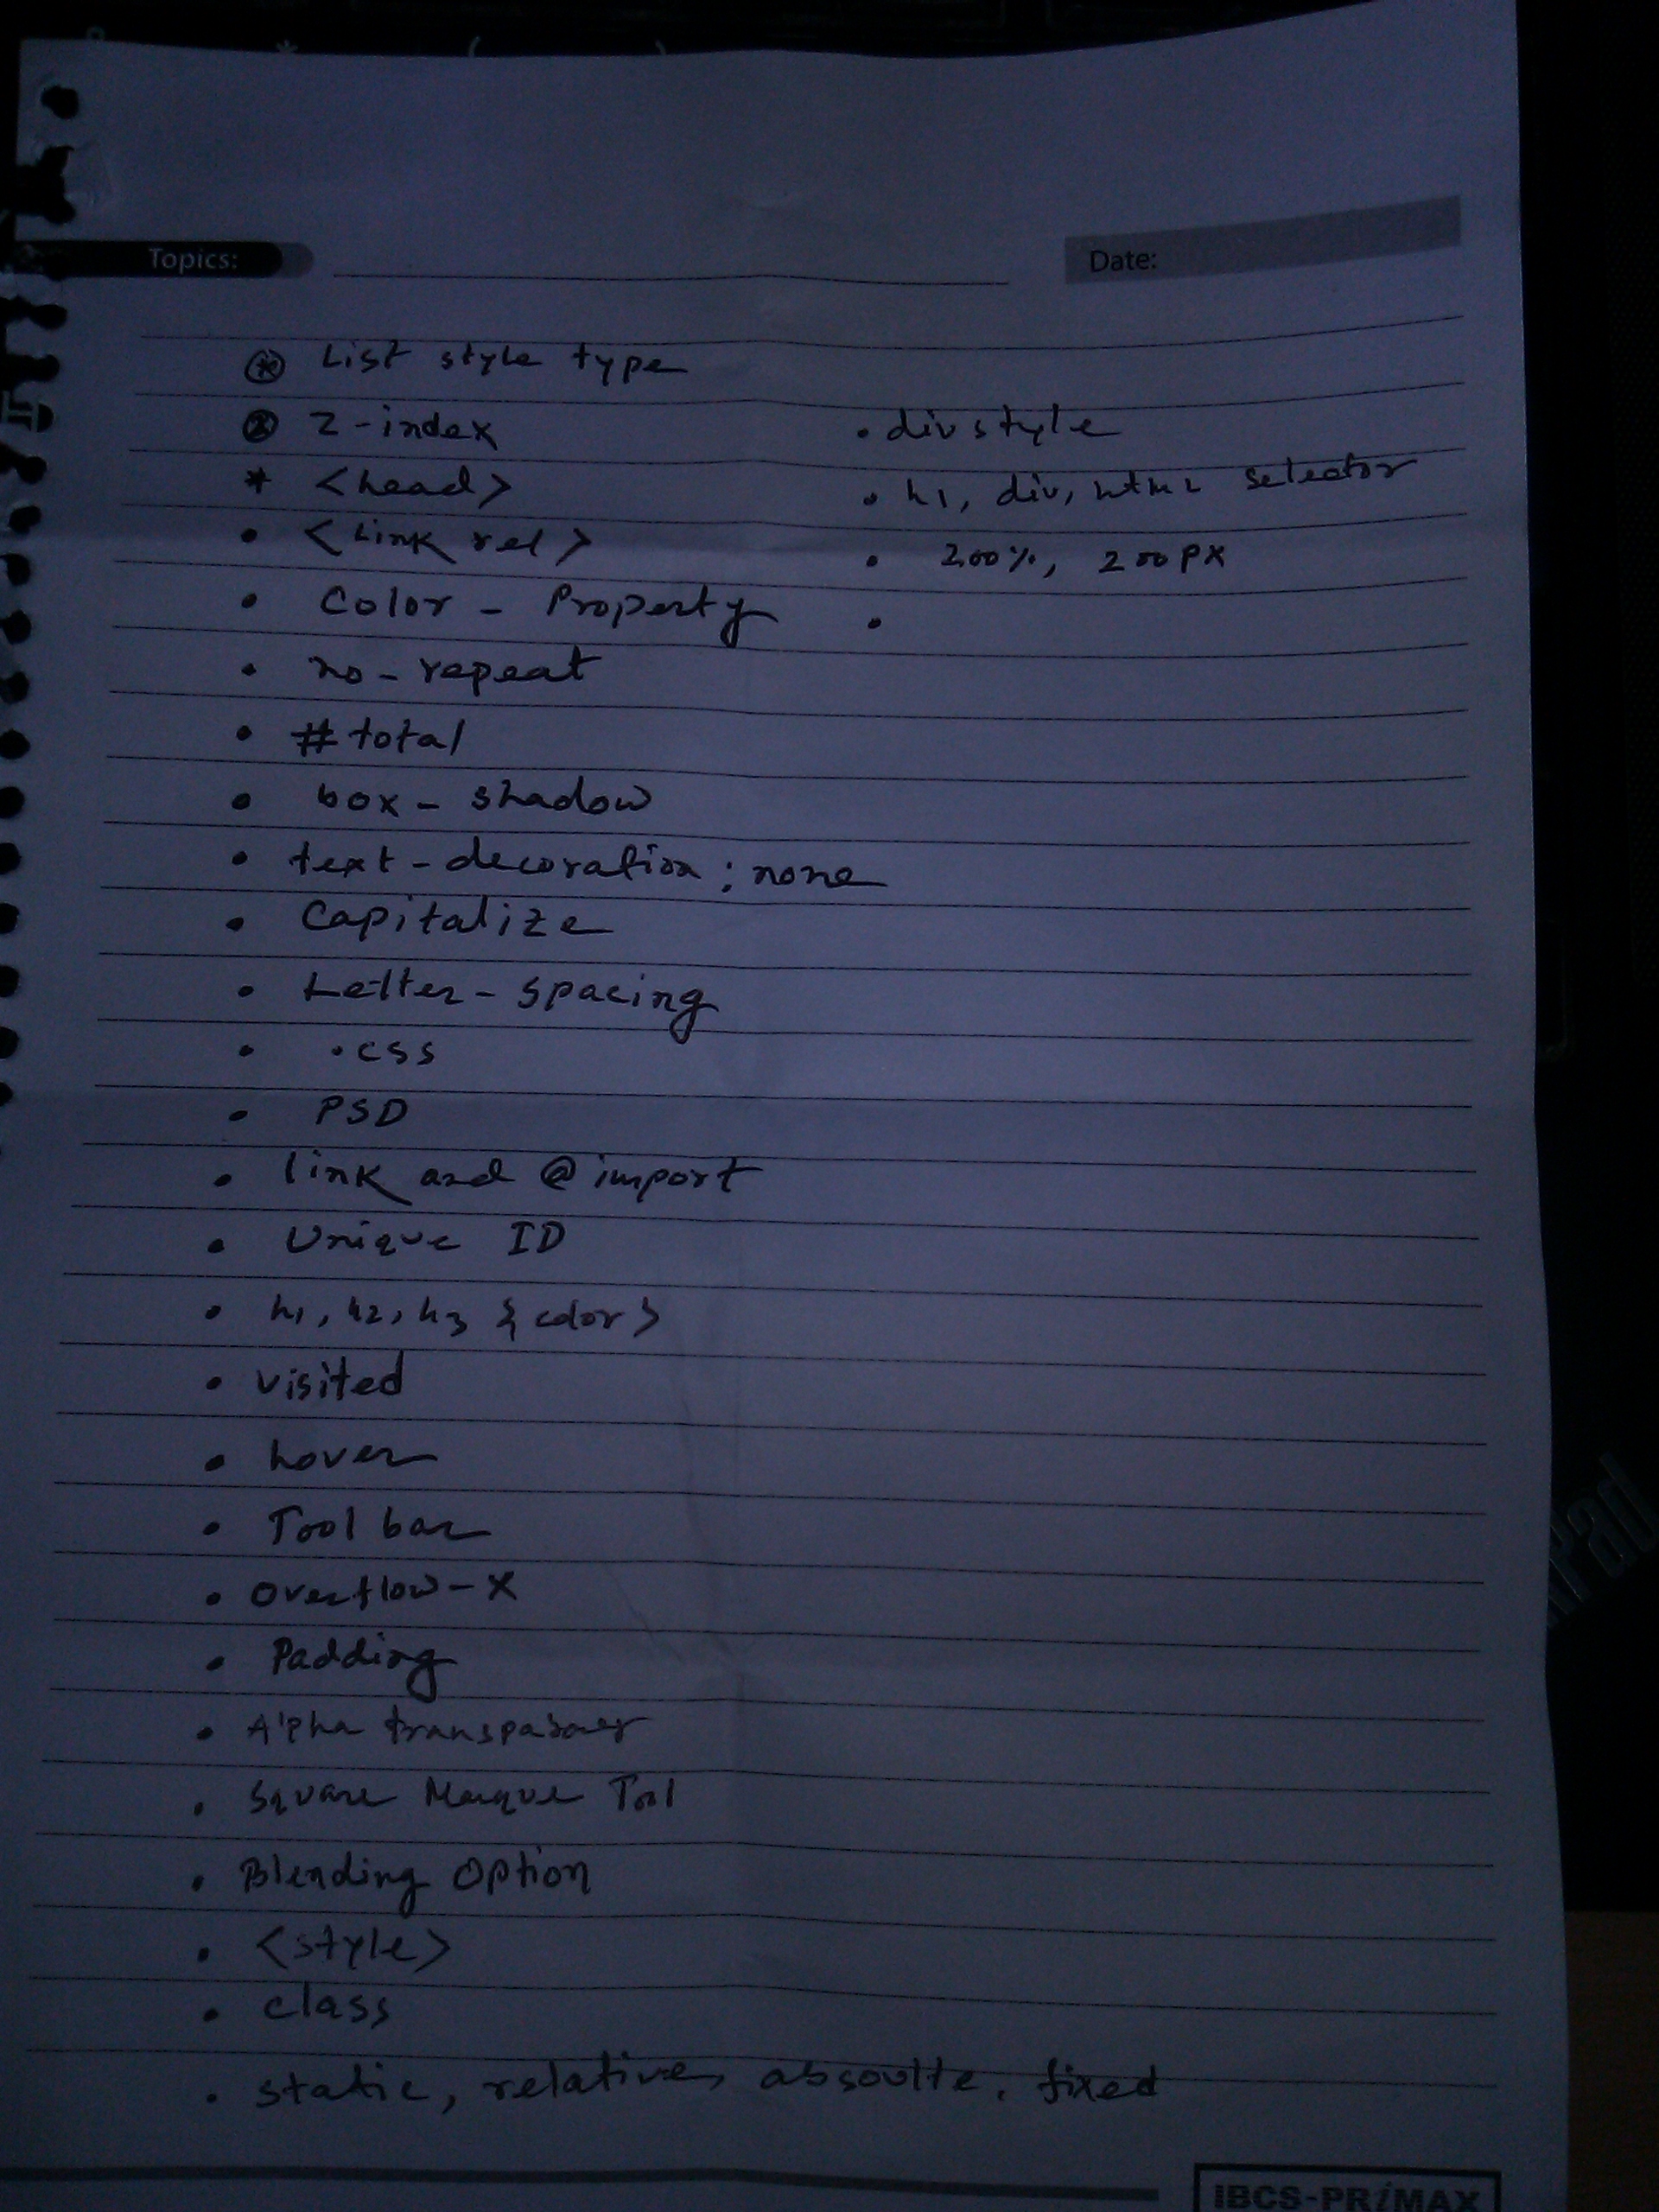 Topics:
Date:
⊛ List style type
⊛ Z-index
* <head>
• <Link rel>
• Color - Property
• no-repeat
• #total
• box-shadow
• text-decoration : none
• Capitalize
• Letter-spacing
• .css
• PSD
• link and @import
• Unique ID
• h1, h2, h3 { color }
• visited
• hover
• Tool bar
• Overflow-X
• Padding
• Alpha
• Square Marque Tool
• Blending Option
• <style>
• class
• static, relative, absoulte, fixed
• div style
• h1, div, html selector
• 200%, 200px
•
IBCS-PRiMAX
Pad